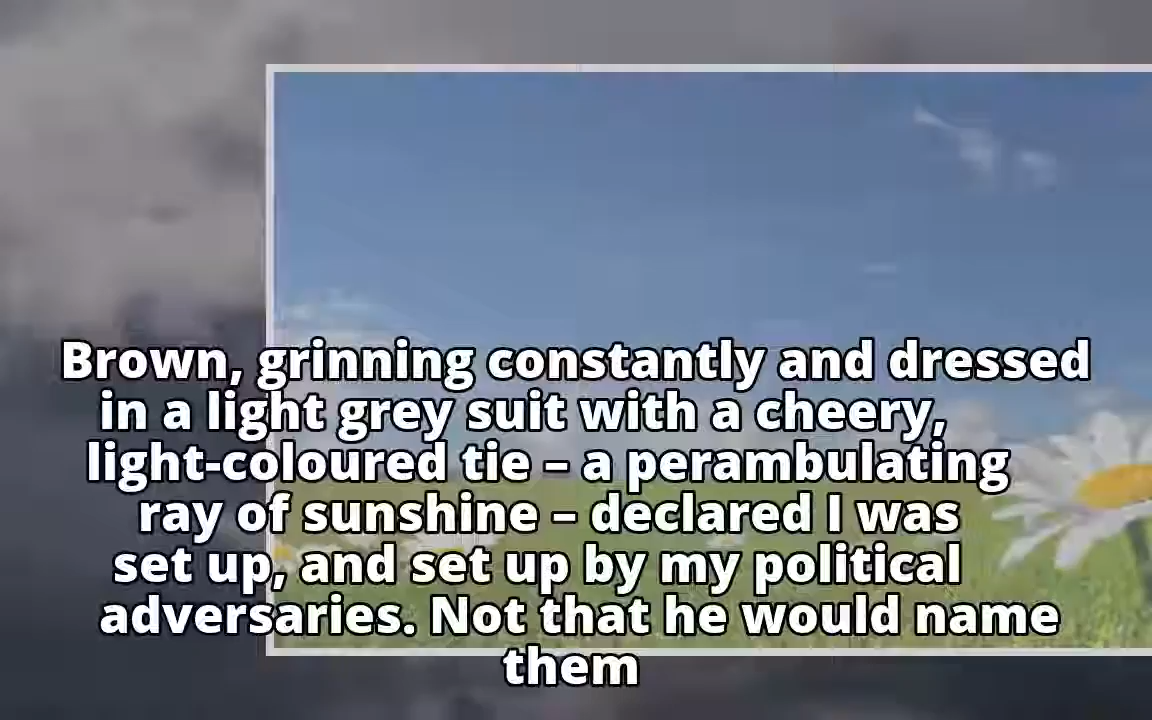 Brown, grinning constantly and dressed
in a light grey suit with a cheery,
light-coloured tie – a perambulating
ray of sunshine – declared I was
set up, and set up by my political
adversaries. Not that he would name
them